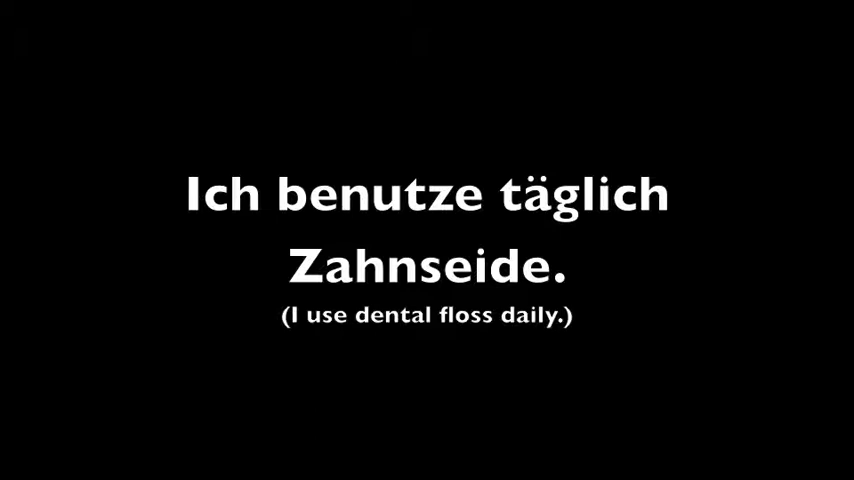 Ich benutze täglich
Zahnseide.
(I use dental floss daily.)